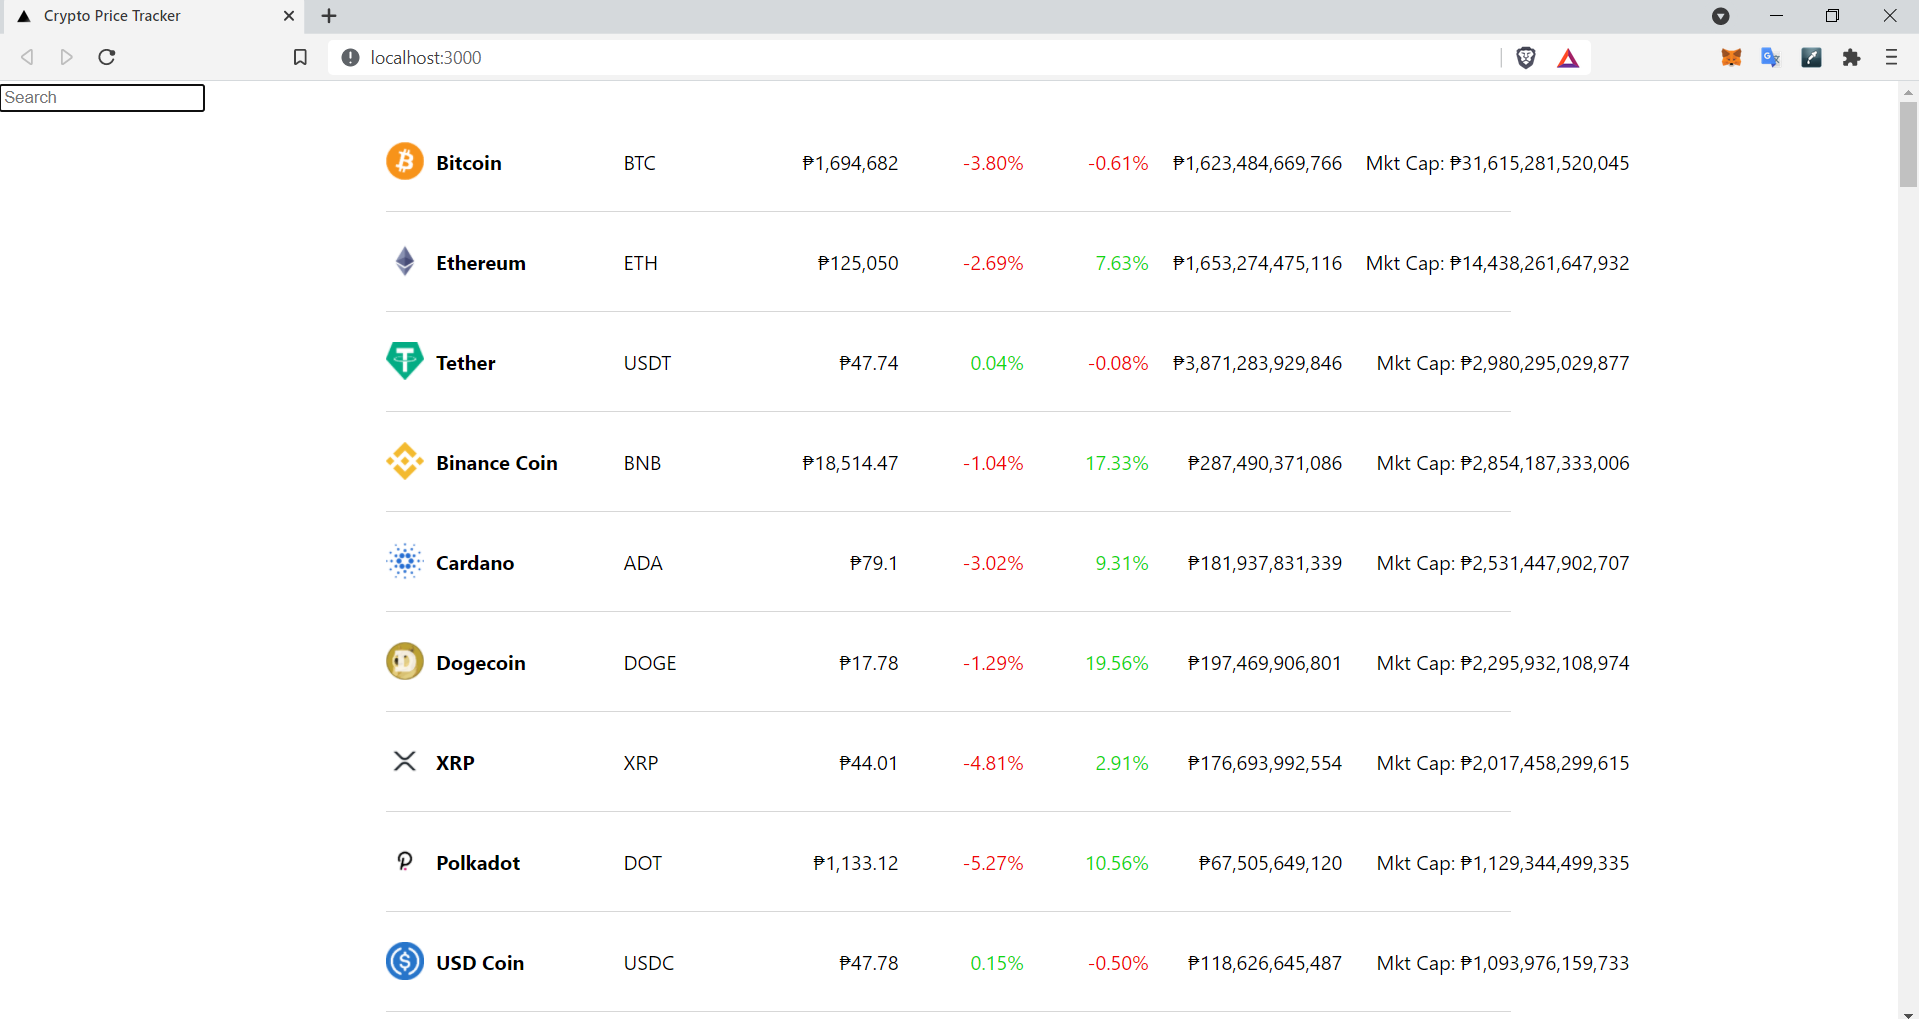 Crypto Price Tracker
localhost:3000
Search
Bitcoin BTC ₱1,694,682 -3.80% -0.61% ₱1,623,484,669,766 Mkt Cap: ₱31,615,281,520,045
Ethereum ETH ₱125,050 -2.69% 7.63% ₱1,653,274,475,116 Mkt Cap: ₱14,438,261,647,932
Tether USDT ₱47.74 0.04% -0.08% ₱3,871,283,929,846 Mkt Cap: ₱2,980,295,029,877
Binance Coin BNB ₱18,514.47 -1.04% 17.33% ₱287,490,371,086 Mkt Cap: ₱2,854,187,333,006
Cardano ADA ₱79.1 -3.02% 9.31% ₱181,937,831,339 Mkt Cap: ₱2,531,447,902,707
Dogecoin DOGE ₱17.78 -1.29% 19.56% ₱197,469,906,801 Mkt Cap: ₱2,295,932,108,974
XRP XRP ₱44.01 -4.81% 2.91% ₱176,693,992,554 Mkt Cap: ₱2,017,458,299,615
Polkadot DOT ₱1,133.12 -5.27% 10.56% ₱67,505,649,120 Mkt Cap: ₱1,129,344,499,335
USD Coin USDC ₱47.78 0.15% -0.50% ₱118,626,645,487 Mkt Cap: ₱1,093,976,159,733